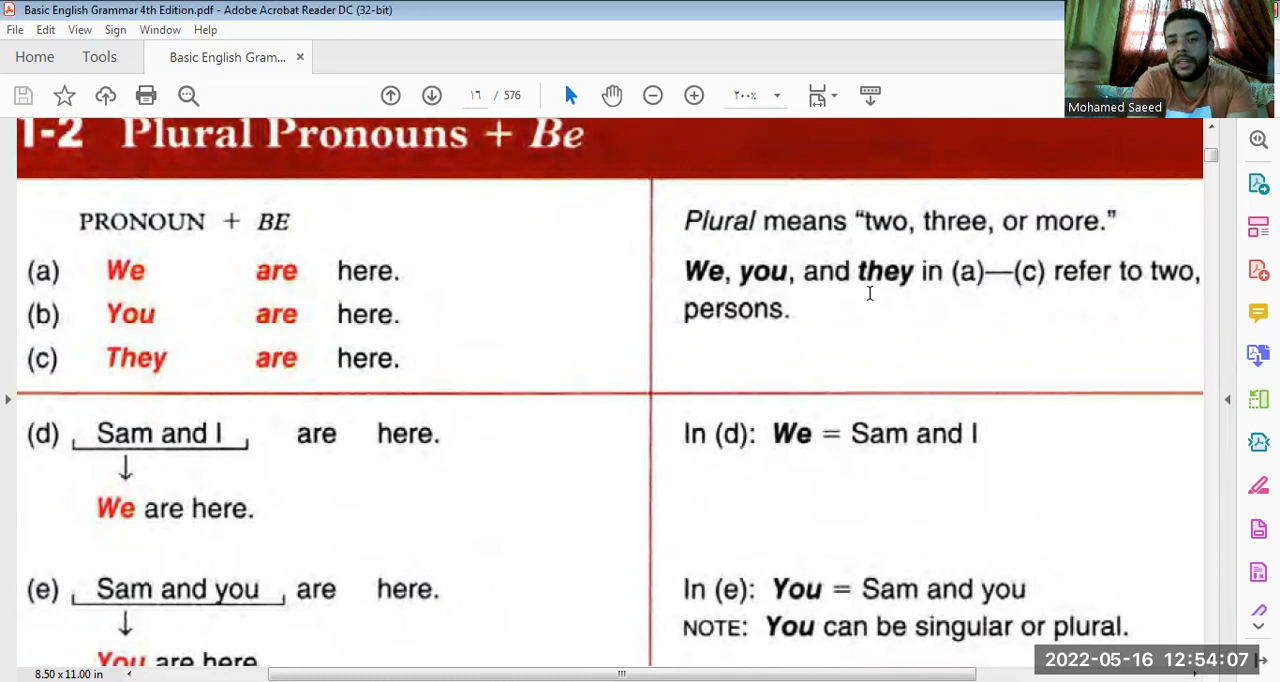 Basic English Grammar 4th Edition.pdf - Adobe Acrobat Reader DC (32-bit)
File Edit View Sign Window Help
Home Tools Basic English Gram... ×
١٦ / 576 ٢٠٠%
Mohamed Saeed
1-2 Plural Pronouns + Be
PRONOUN + BE
(a) We are here.
(b) You are here.
(c) They are here.
Plural means “two, three, or more.”
We, you, and they in (a)—(c) refer to two,
persons.
(d) Sam and I are here.
We are here.
In (d): We = Sam and I
(e) Sam and you are here.
You are here
In (e): You = Sam and you
NOTE: You can be singular or plural.
2022-05-16 12:54:07
8.50 x 11.00 in